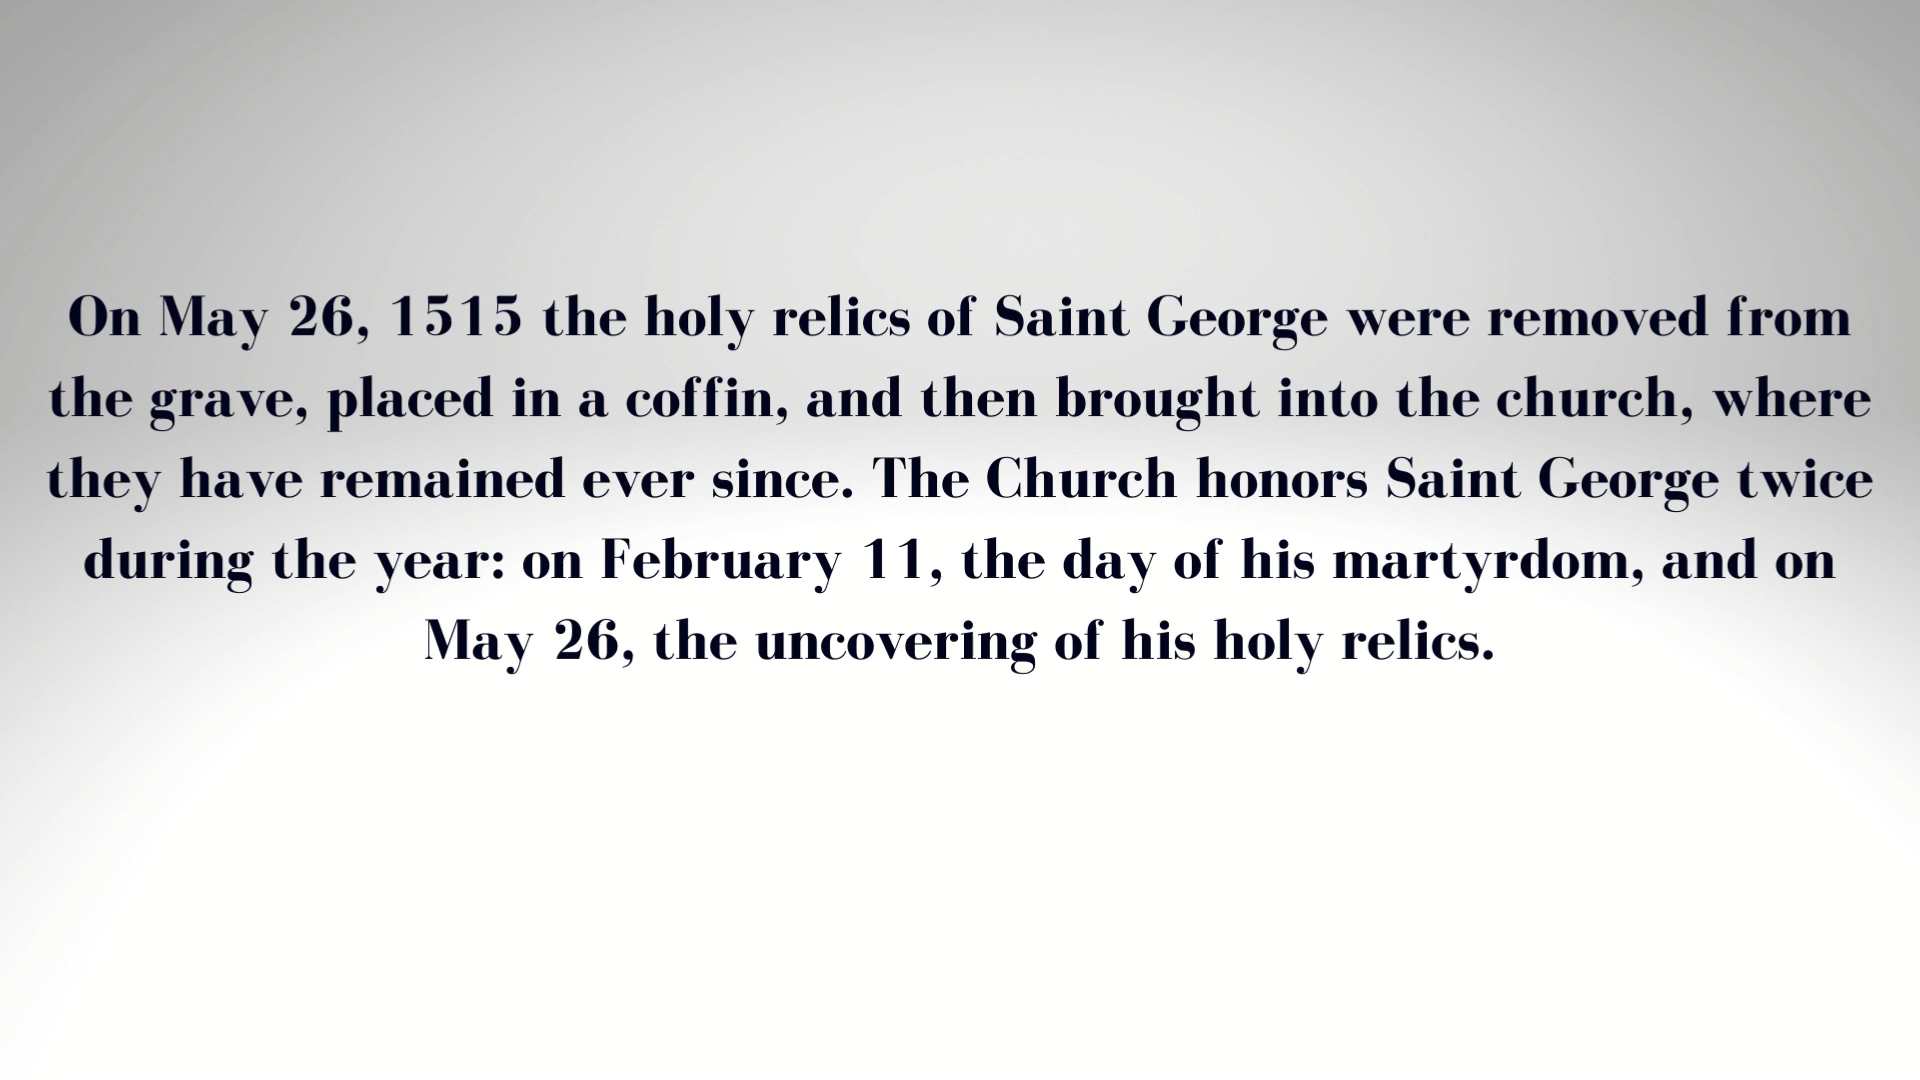 On May 26, 1515 the holy relics of Saint George were removed from
the grave, placed in a coffin, and then brought into the church, where
they have remained ever since. The Church honors Saint George twice
during the year: on February 11, the day of his martyrdom, and on
May 26, the uncovering of his holy relics.